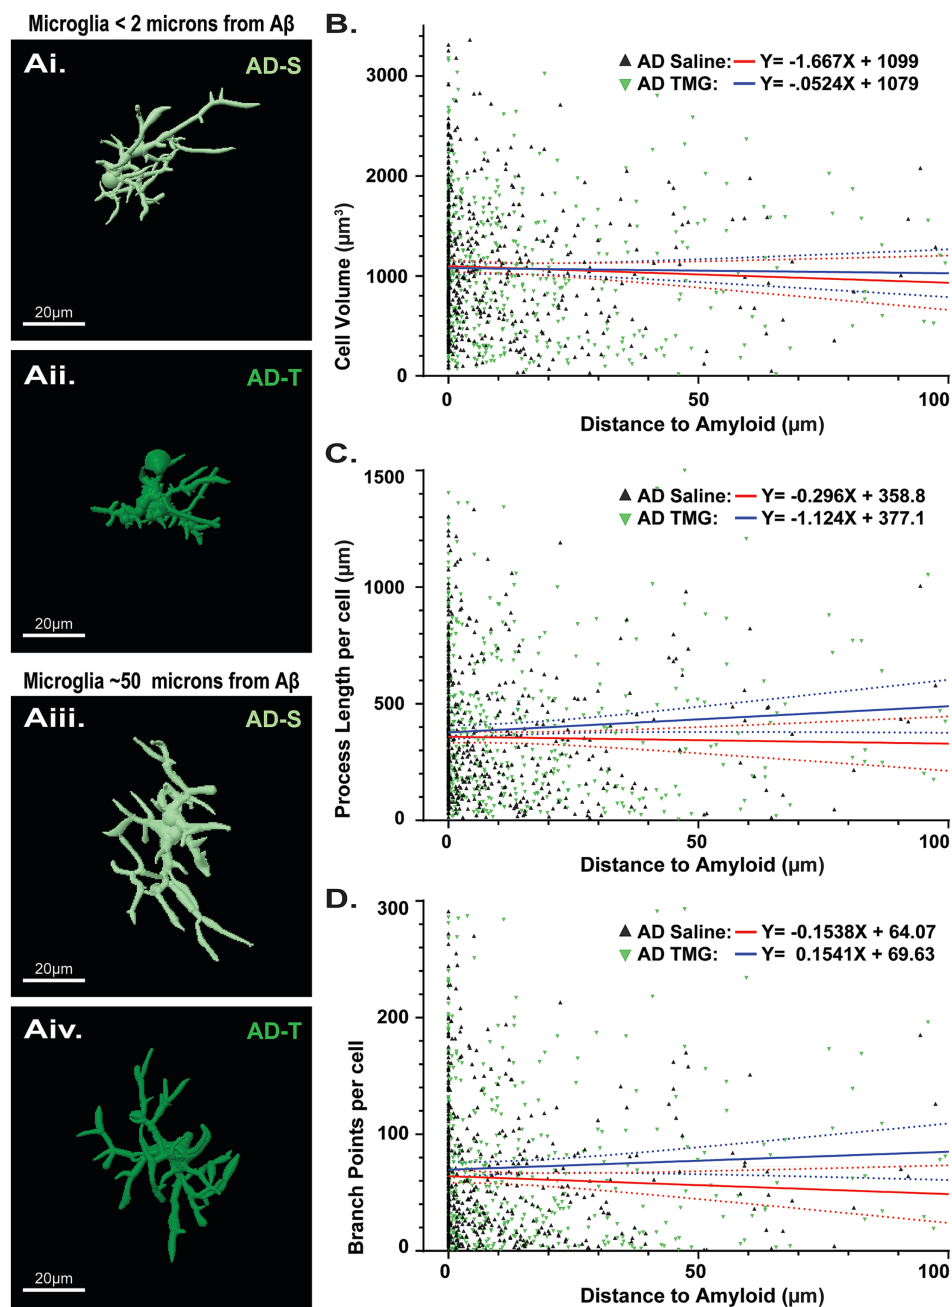 Microglia < 2 microns from Aβ
Ai.
AD-S
20µm
Aii.
AD-T
20µm
Microglia ~50 microns from Aβ
Aiii.
AD-S
20µm
Aiv.
AD-T
20µm
B.
AD Saline: Y= -1.667X + 1099
AD TMG: Y= -.0524X + 1079
Cell Volume (µm³)
3000
2000
1000
0
0 50 100
Distance to Amyloid (µm)
C.
AD Saline: Y= -0.296X + 358.8
AD TMG: Y= -1.124X + 377.1
Process Length per cell (µm)
1500
1000
500
0
0 50 100
Distance to Amyloid (µm)
D.
AD Saline: Y= -0.1538X + 64.07
AD TMG: Y= 0.1541X + 69.63
Branch Points per cell
300
200
100
0
0 50 100
Distance to Amyloid (µm)